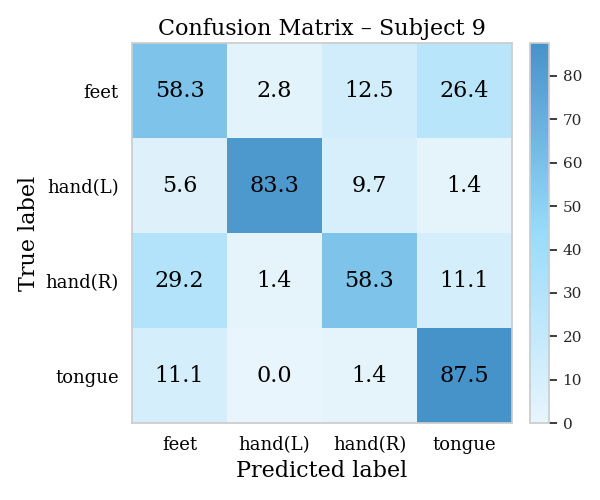 Confusion Matrix – Subject 9
True label
feet 58.3 2.8 12.5 26.4
hand(L) 5.6 83.3 9.7 1.4
hand(R) 29.2 1.4 58.3 11.1
tongue 11.1 0.0 1.4 87.5
feet hand(L) hand(R) tongue
Predicted label
80
70
60
50
40
30
20
10
0